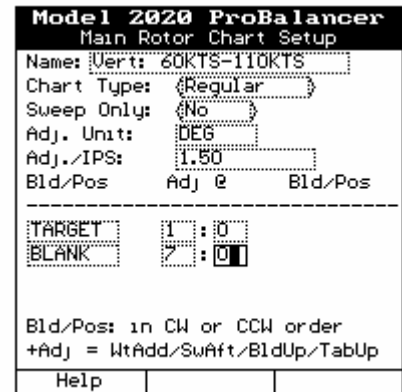 Model 2020 ProBalancer
Main Rotor Chart Setup
Name: Vert: 60KTS-110KTS
Chart Type: (Regular )
Sweep Only: (No )
Adj. Unit: DEG
Adj./IPS: 1.50
Bld/Pos Adj @ Bld/Pos
TARGET 1 : 0
BLANK 7 : 0
Bld/Pos: in CW or CCW order
+Adj = WtAdd/SwAft/BldUp/TabUp
Help